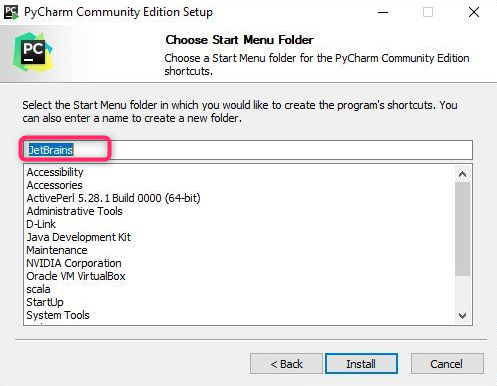 PC PyCharm Community Edition Setup
PC
Choose Start Menu Folder
Choose a Start Menu folder for the PyCharm Community Edition
shortcuts.
Select the Start Menu folder in which you would like to create the program's shortcuts. You
can also enter a name to create a new folder.
JetBrains
Accessibility
Accessories
ActivePerl 5.28.1 Build 0000 (64-bit)
Administrative Tools
D-Link
Java Development Kit
Maintenance
NVIDIA Corporation
Oracle VM VirtualBox
scala
StartUp
System Tools
< Back Install Cancel